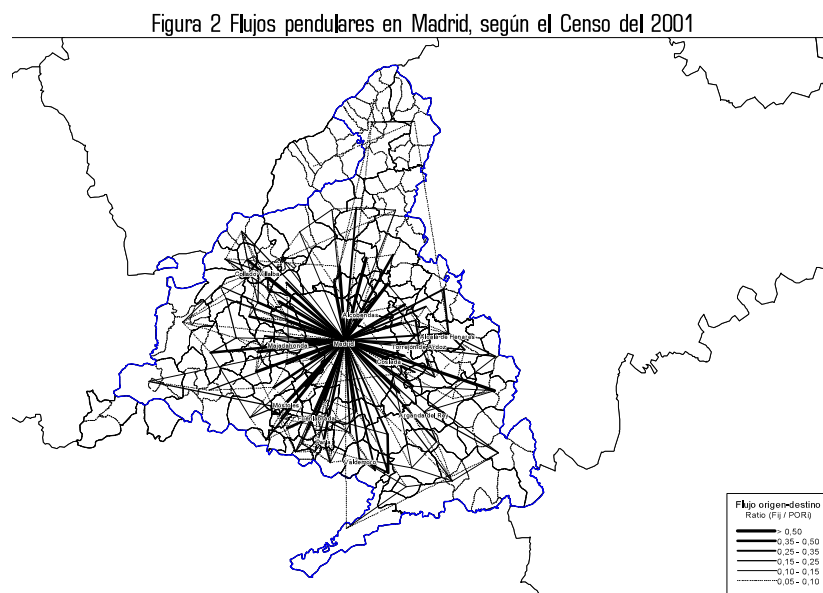 Figura 2 Flujos pendulares en Madrid, según el Censo del 2001
Collado Villalba
Alcobendas
Alcalá de Henares
Majadahonda
Madrid
Torrejón de Ardoz
Coslada
Móstoles
Arganda del Rey
Valdemoro
Flujo origen-destino
Ratio (Fij / PORi)
> 0,50
0,35 - 0,50
0,25 - 0,35
0,15 - 0,25
0,10 - 0,15
0,05 - 0,10